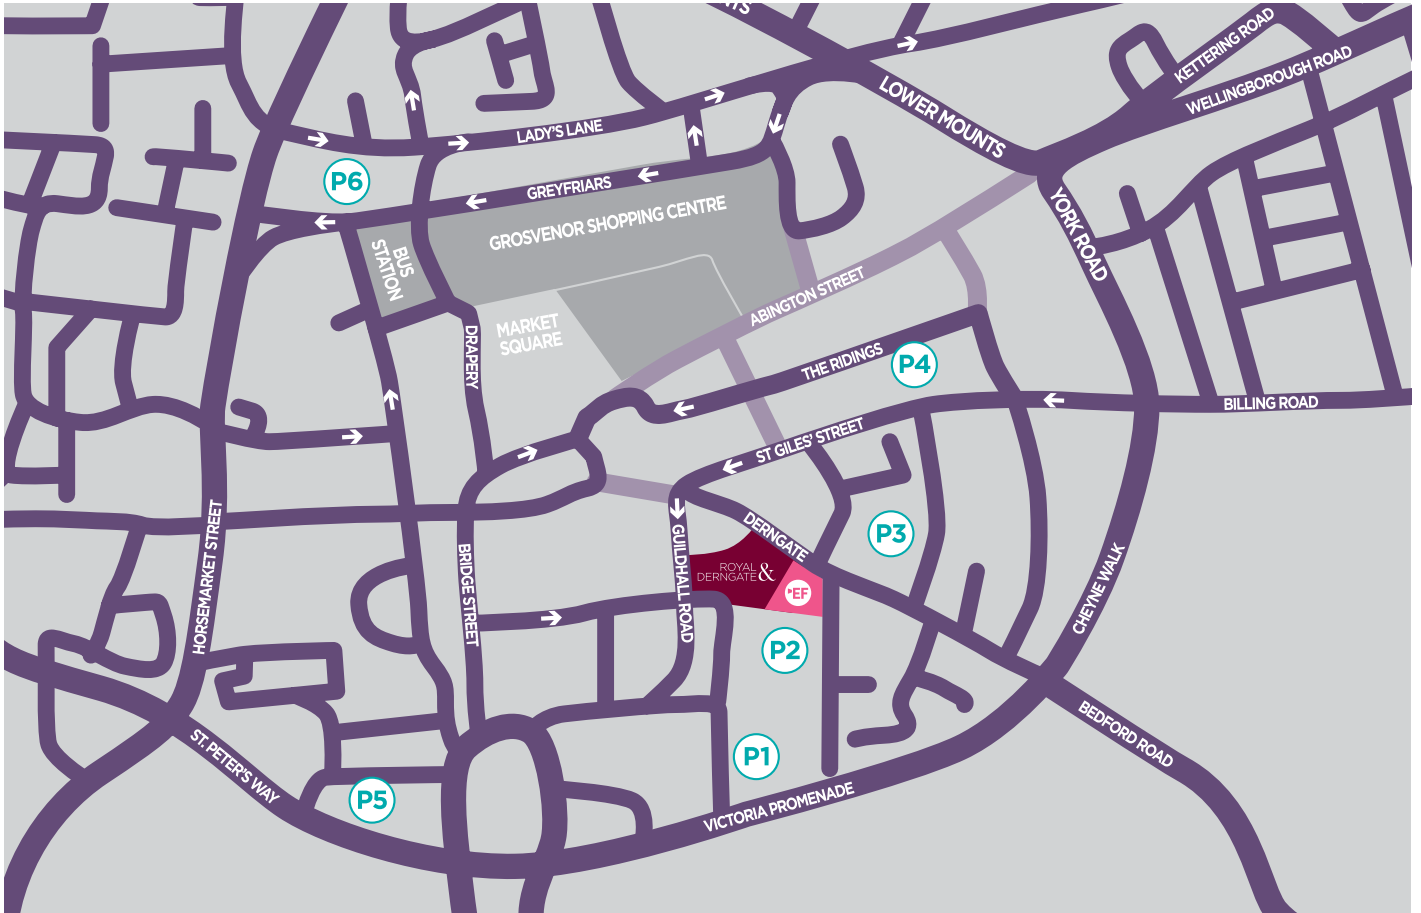 NTS
KETTERING ROAD
WELLINGBOROUGH ROAD
LOWER MOUNTS
LADY'S LANE
P6
GREYFRIARS
GROSVENOR SHOPPING CENTRE
YORK ROAD
BUS
STATION
ABINGTON STREET
MARKET
SQUARE
DRAPERY
THE RIDINGS
P4
BILLING ROAD
ST GILES' STREET
HORSEMARKET STREET
DERNGATE
P3
GUILDHALL ROAD
BRIDGE STREET
ROYAL &
DERNGATE
EF
CHEYNE WALK
P2
BEDFORD ROAD
ST. PETER'S WAY
P1
P5
VICTORIA PROMENADE